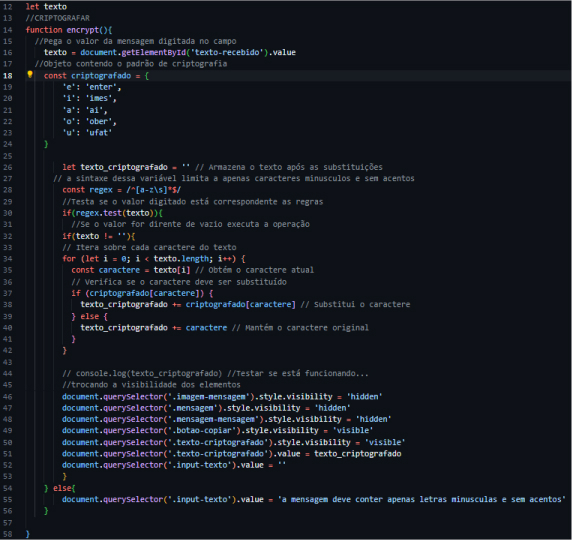 12 let texto
13 //CRIPTOGRAFAR
14 function encrypt(){
15 //Pega o valor da mensagem digitada no campo
16 texto = document.getElementById('texto-recebido').value
17 //Objeto contendo o padrão de criptografia
18 const criptografado = {
19 'e': 'enter',
20 'i': 'imes',
21 'a': 'ai',
22 'o': 'ober',
23 'u': 'ufat'
24 }
25
26 let texto_criptografado = '' // Armazena o texto após as substituições
27 // a sintaxe dessa variável limita a apenas caracteres minusculos e sem acentos
28 const regex = /^[a-z\s]*$/
29 //Testa se o valor digitado está correspondente as regras
30 if(regex.test(texto)){
31 //Se o valor for dirente de vazio executa a operação
32 if(texto != ''){
33 // Itera sobre cada caractere do texto
34 for (let i = 0; i < texto.length; i++) {
35 const caractere = texto[i] // Obtém o caractere atual
36 // Verifica se o caractere deve ser substituído
37 if (criptografado[caractere]) {
38 texto_criptografado += criptografado[caractere] // Substitui o caractere
39 } else {
40 texto_criptografado += caractere // Mantém o caractere original
41 }
42 }
43
44 // console.log(texto_criptografado) //Testar se está funcionando...
45 //trocando a visibilidade dos elementos
46 document.querySelector('.imagem-mensagem').style.visibility = 'hidden'
47 document.querySelector('.mensagem').style.visibility = 'hidden'
48 document.querySelector('.mensagem-mensagem').style.visibility = 'hidden'
49 document.querySelector('.botao-copiar').style.visibility = 'visible'
50 document.querySelector('.texto-criptografado').style.visibility = 'visible'
51 document.querySelector('.texto-criptografado').value = texto_criptografado
52 document.querySelector('.input-texto').value = ''
53 }
54 } else{
55 document.querySelector('.input-texto').value = 'a mensagem deve conter apenas letras minusculas e sem acentos'
56 }
57
58 }